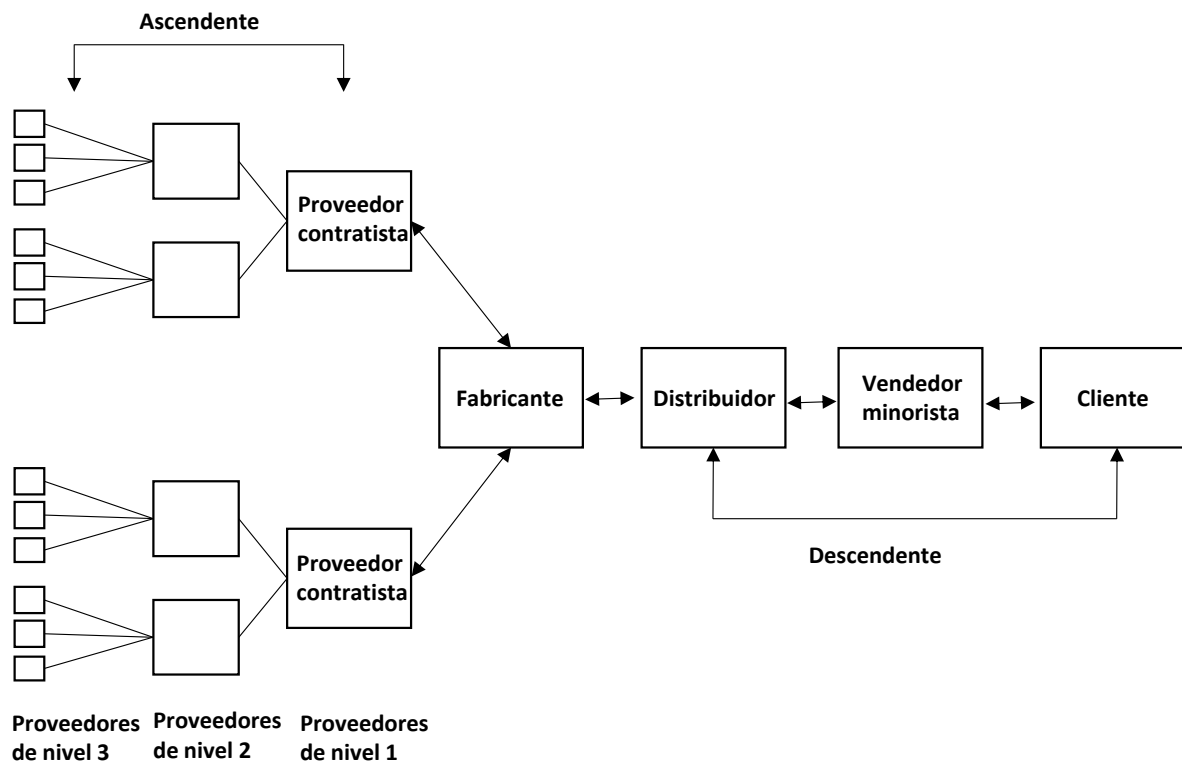 Ascendente
Proveedor
contratista
Fabricante
Distribuidor
Vendedor
minorista
Cliente
Descendente
Proveedor
contratista
Proveedores
de nivel 3
Proveedores
de nivel 2
Proveedores
de nivel 1